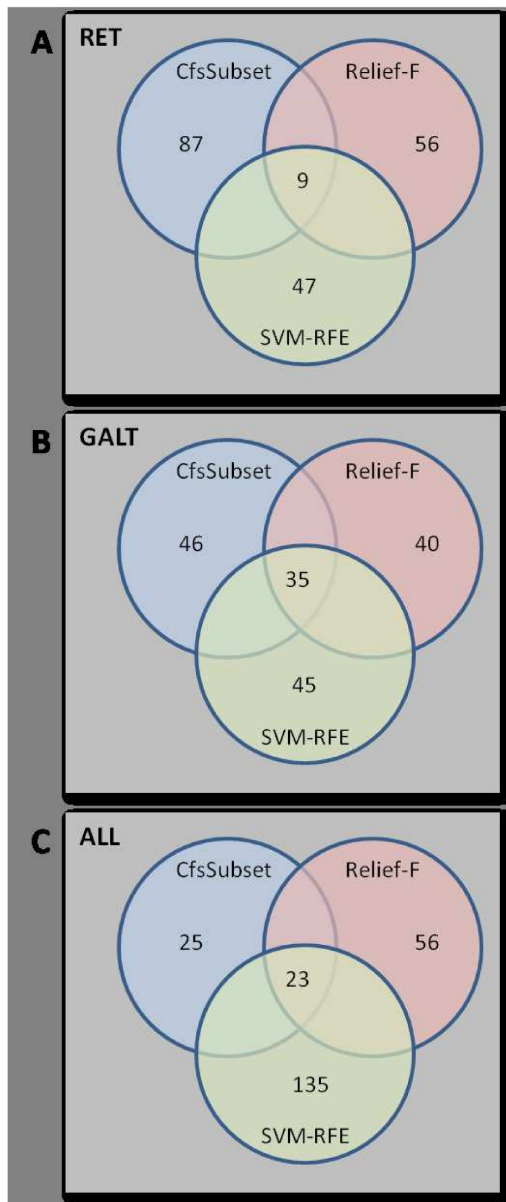 A RET
CfsSubset Relief-F
87 56
9
47
SVM-RFE
B GALT
CfsSubset Relief-F
46 40
35
45
SVM-RFE
C ALL
CfsSubset Relief-F
25 56
23
135
SVM-RFE